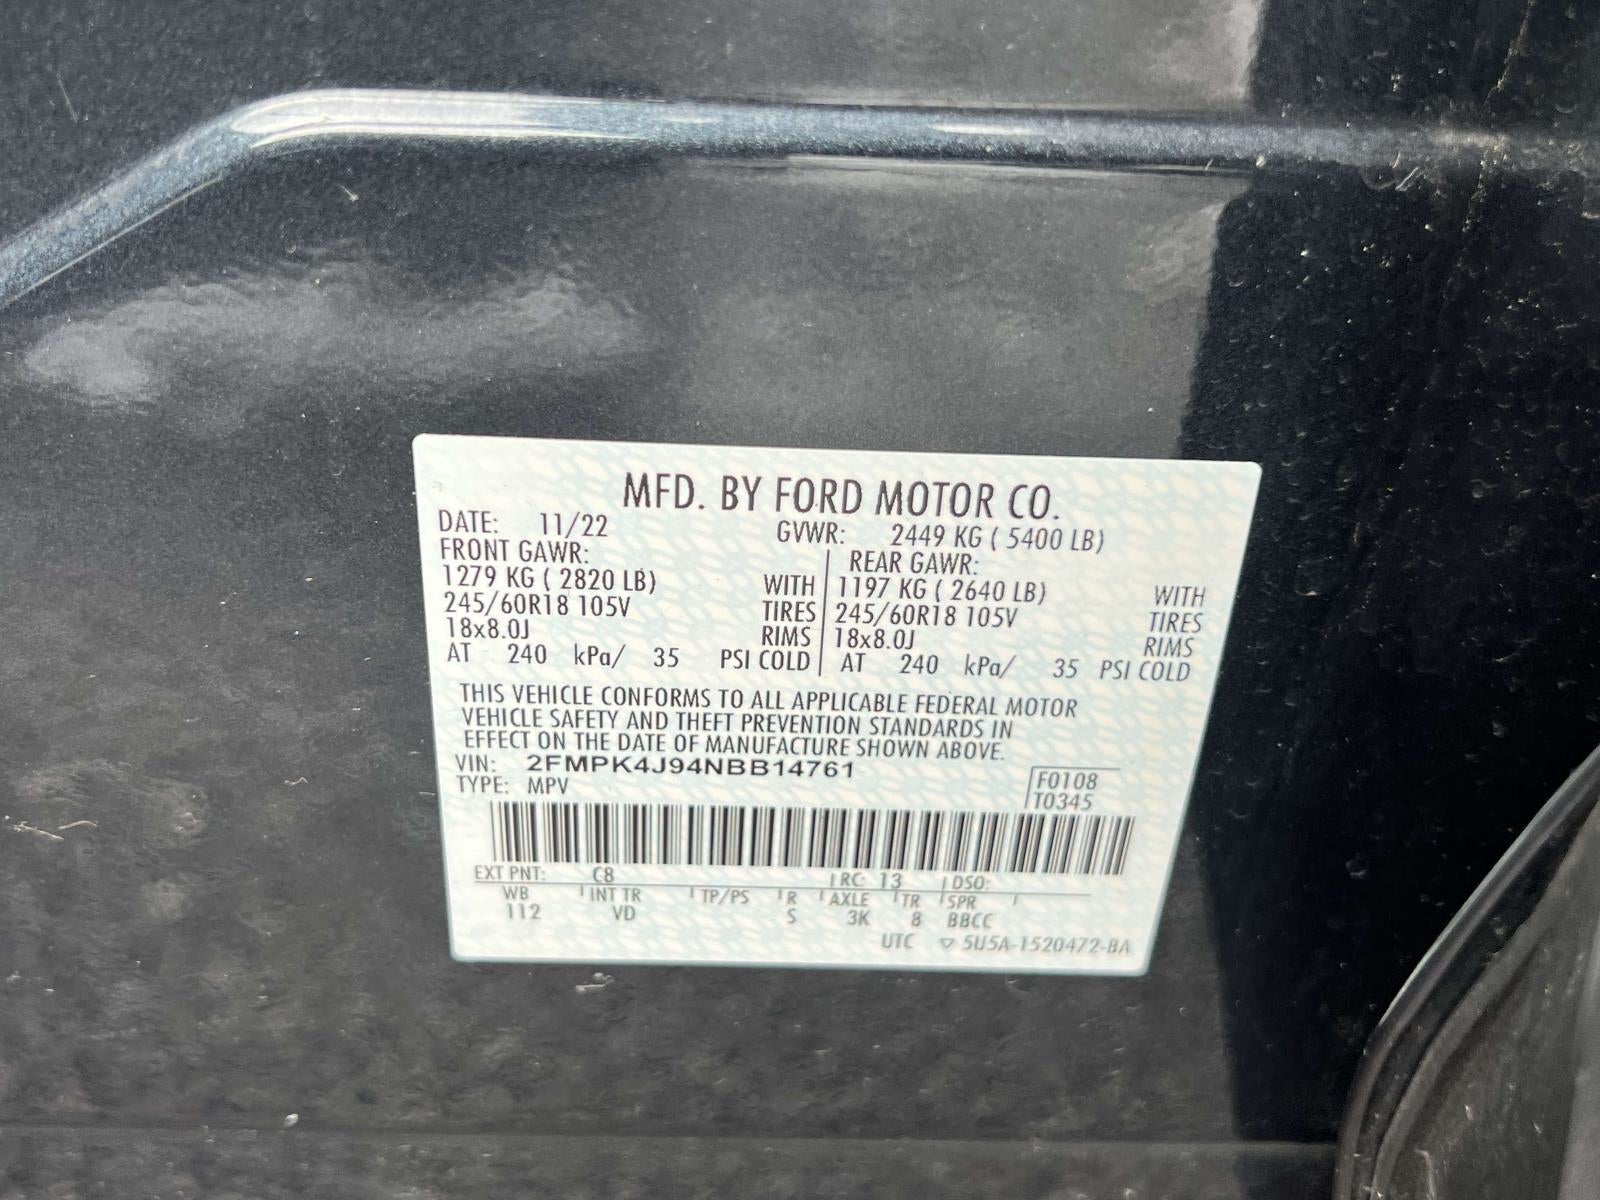 MFD. BY FORD MOTOR CO.
DATE: 11/22 GVWR: 2449 KG ( 5400 LB)
FRONT GAWR: REAR GAWR:
1279 KG ( 2820 LB) WITH 1197 KG ( 2640 LB) WITH
245/60R18 105V TIRES 245/60R18 105V TIRES
18x8.0J RIMS 18x8.0J RIMS
AT 240 kPa/ 35 PSI COLD AT 240 kPa/ 35 PSI COLD
THIS VEHICLE CONFORMS TO ALL APPLICABLE FEDERAL MOTOR
VEHICLE SAFETY AND THEFT PREVENTION STANDARDS IN
EFFECT ON THE DATE OF MANUFACTURE SHOWN ABOVE.
VIN: 2FMPK4J94NBB14761 F0108
TYPE: MPV T0345
EXT PNT: C8 RC: 13 DSO:
WB INT TR TP/PS R AXLE TR SPR
112 VD S 3K 8 BBCC
UTC ▽ 5U5A-1520472-BA